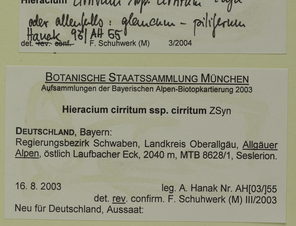 Hieracium cirritum ssp. cirritum
oder allenfalls: glaucum - piliferum
Hanak 93/AH 55
det. rev. conf. F. Schuhwerk (M) 3/2004
BOTANISCHE STAATSSAMMLUNG MÜNCHEN
Aufsammlungen der Bayerischen Alpen-Biotopkartierung 2003
Hieracium cirritum ssp. cirritum ZSyn
DEUTSCHLAND, Bayern:
Regierungsbezirk Schwaben, Landkreis Oberallgäu, Allgäuer
Alpen, östlich Laufbacher Eck, 2040 m, MTB 8628/1, Seslerion.
16. 8. 2003 leg. A. Hanak Nr. AH[03]/55
det. rev. confirm. F. Schuhwerk (M) III/2003
Neu für Deutschland, Aussaat: